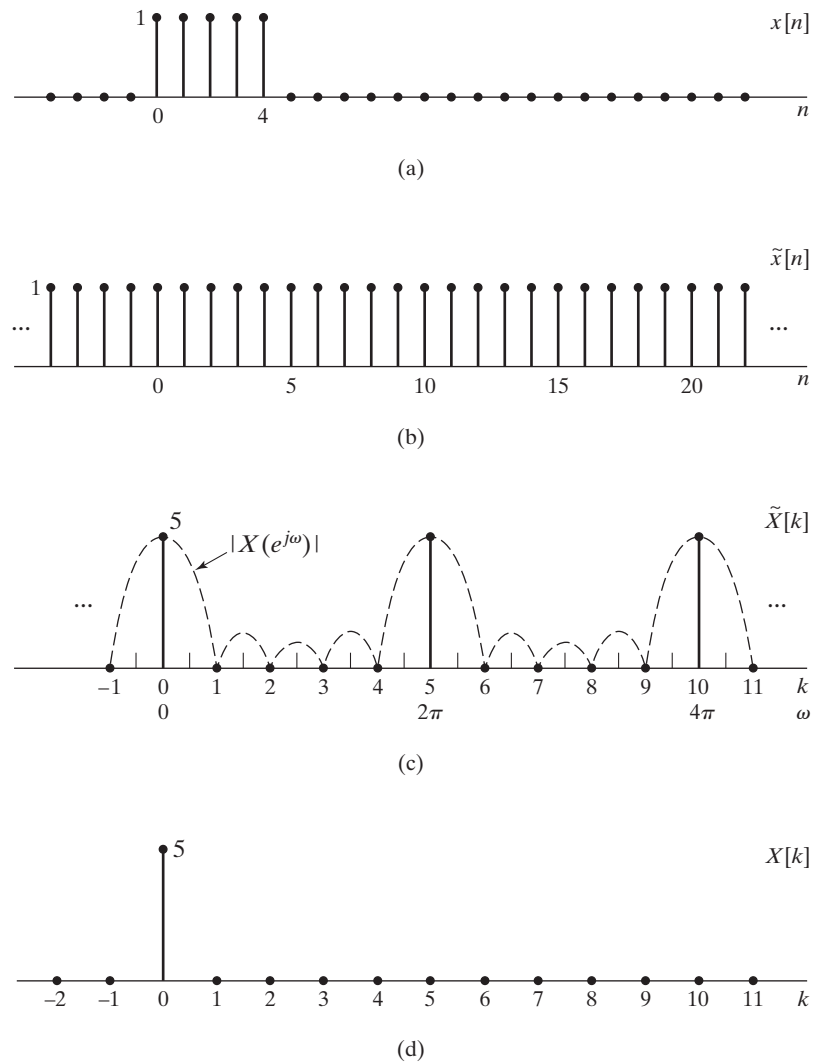 1
x[n]
0 4 n
(a)
x̃[n]
1
... ...
0 5 10 15 20 n
(b)
5
|X(e^{jω})|
X̃[k]
... ...
–1 0 1 2 3 4 5 6 7 8 9 10 11 k
0 2π 4π ω
(c)
5
X[k]
–2 –1 0 1 2 3 4 5 6 7 8 9 10 11 k
(d)